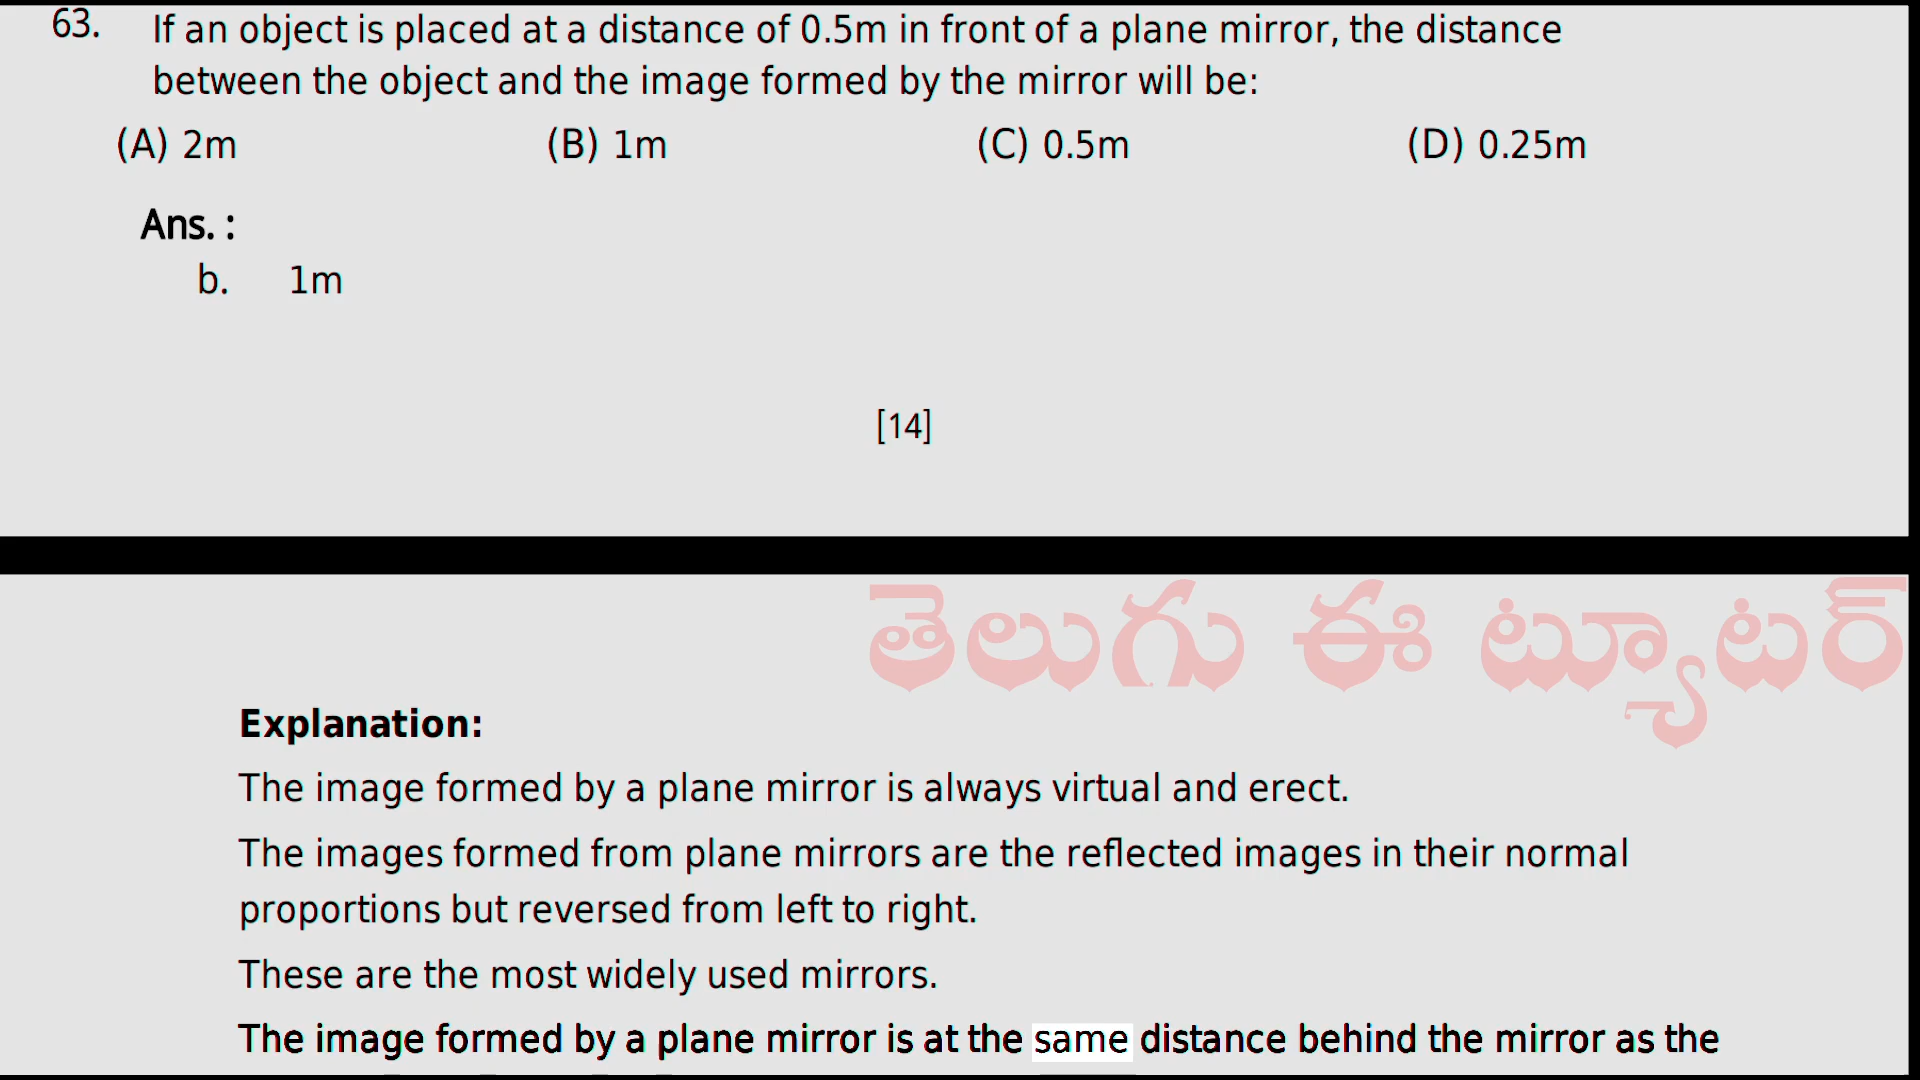 63. If an object is placed at a distance of 0.5m in front of a plane mirror, the distance
between the object and the image formed by the mirror will be:
(A) 2m (B) 1m (C) 0.5m (D) 0.25m
Ans. :
b. 1m
[14]
తెలుగు ఈ ట్యూటర్
Explanation:
The image formed by a plane mirror is always virtual and erect.
The images formed from plane mirrors are the reflected images in their normal
proportions but reversed from left to right.
These are the most widely used mirrors.
The image formed by a plane mirror is at the same distance behind the mirror as the